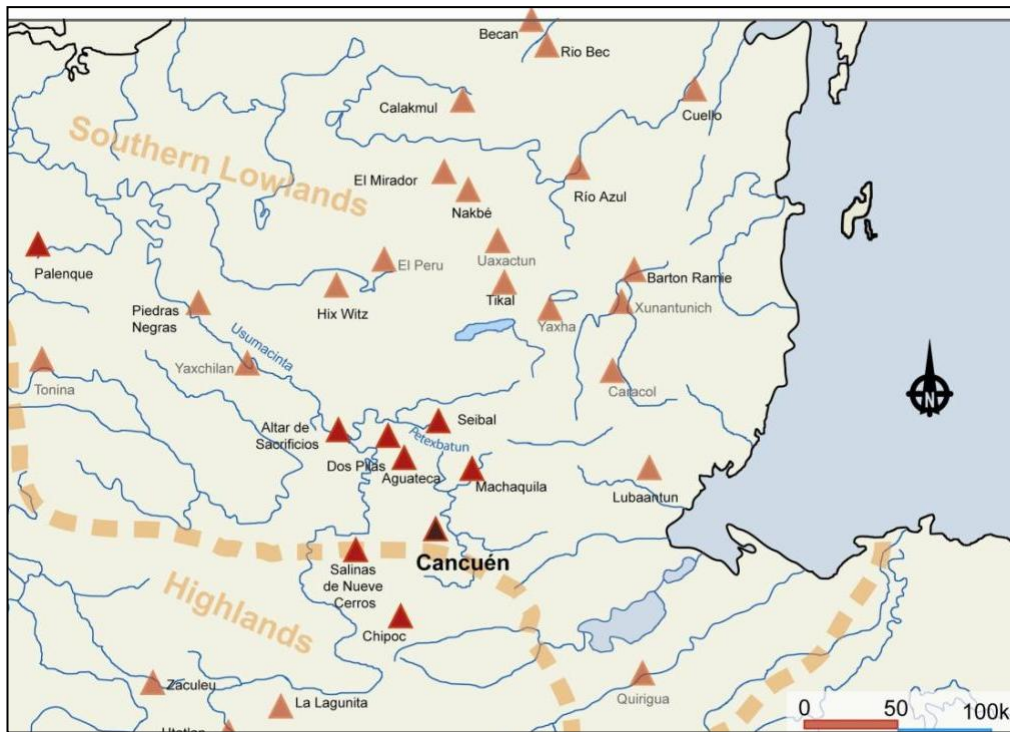 Becan
Rio Bec
Calakmul
Cuello
Southern Lowlands
El Mirador
Nakbé
Río Azul
Palenque
El Peru
Uaxactun
Hix Witz
Tikal
Barton Ramie
Piedras
Negras
Yaxha
Xunantunich
Usumacinta
Tonina
Yaxchilan
Caracol
N
Altar de
Sacrificios
Seibal
Petexbatun
Dos Pilas
Aguateca
Machaquila
Lubaantun
Cancuén
Salinas
de Nueve
Cerros
Highlands
Chipoc
Zaculeu
La Lagunita
Quirigua
0 50 100k